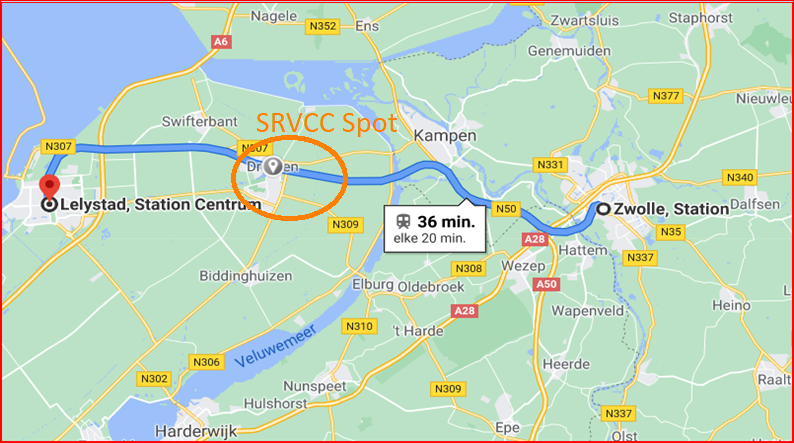 Nagele
Ens
Zwartsluis
Staphorst
N352
A6
Genemuiden
N377
Nieuwleu
Swifterbant
SRVCC Spot
Kampen
N307
N307
N331
Dr en
N340
Lelystad, Station Centrum
Zwolle, Station
Dalfsen
N50
36 min.
elke 20 min.
N309
A28
N35
Hattem
N337
Biddinghuizen
N308
Wezep
Elburg
Oldebroek
A50
Heino
N310
A28
Wapenveld
't Harde
Veluwemeer
N306
Heerde
N302
Nunspeet
Raalt
N309
Hulshorst
N337
Harderwijk
Epe
Olst